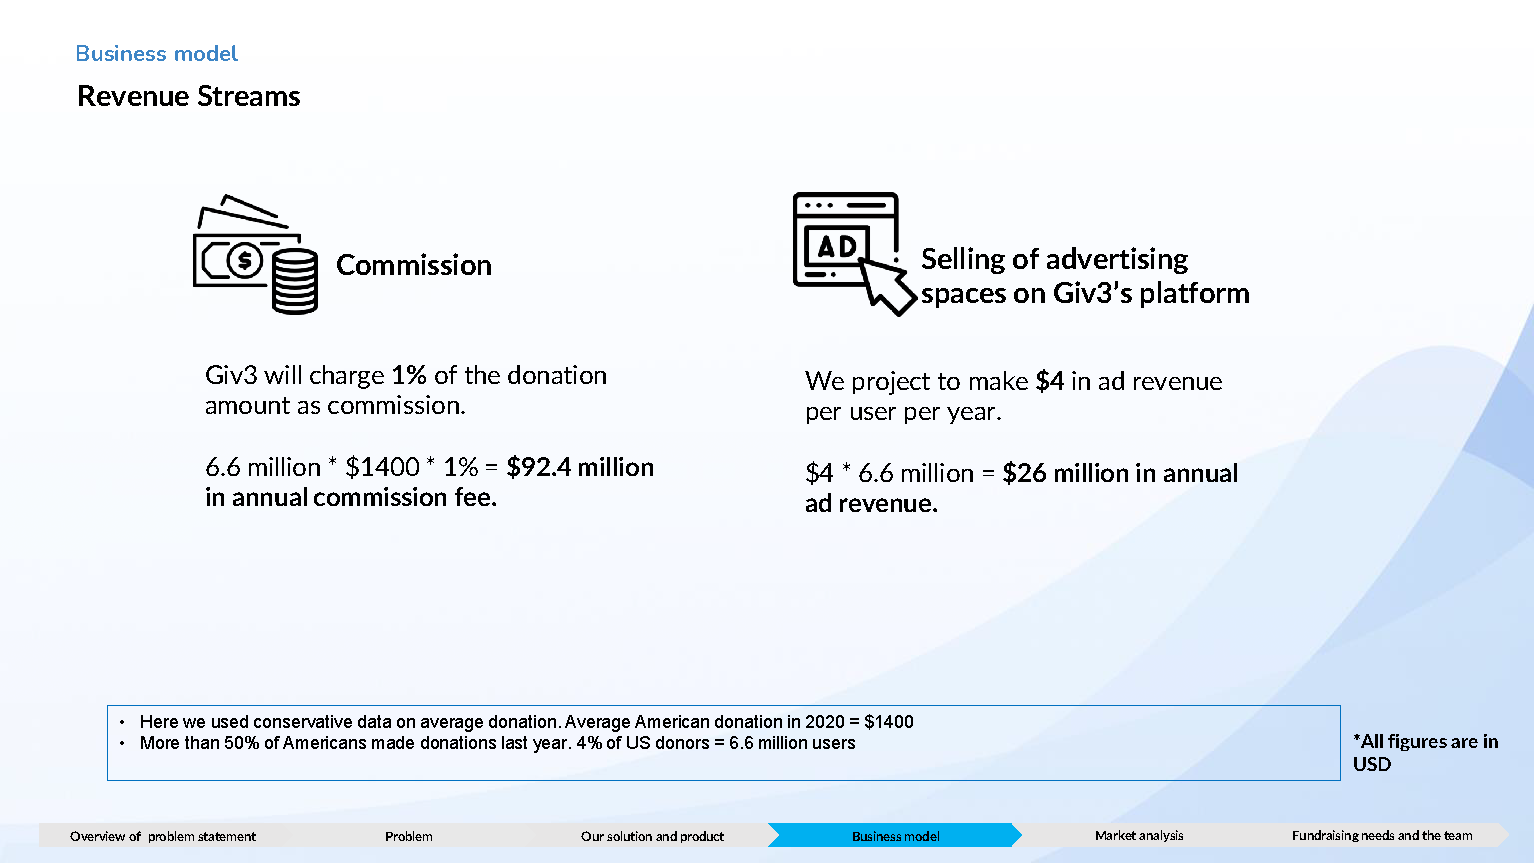 Business model
Revenue Streams
$
Commission
AD
Selling of advertising
spaces on Giv3’s platform
Giv3 will charge 1% of the donation
amount as commission.
6.6 million * $1400 * 1% = $92.4 million
in annual commission fee.
We project to make $4 in ad revenue
per user per year.
$4 * 6.6 million = $26 million in annual
ad revenue.
• Here we used conservative data on average donation. Average American donation in 2020 = $1400
• More than 50% of Americans made donations last year. 4% of US donors = 6.6 million users
*All figures are in
USD
Overview of problem statement
Problem
Our solution and product
Business model
Market analysis
Fundraising needs and the team